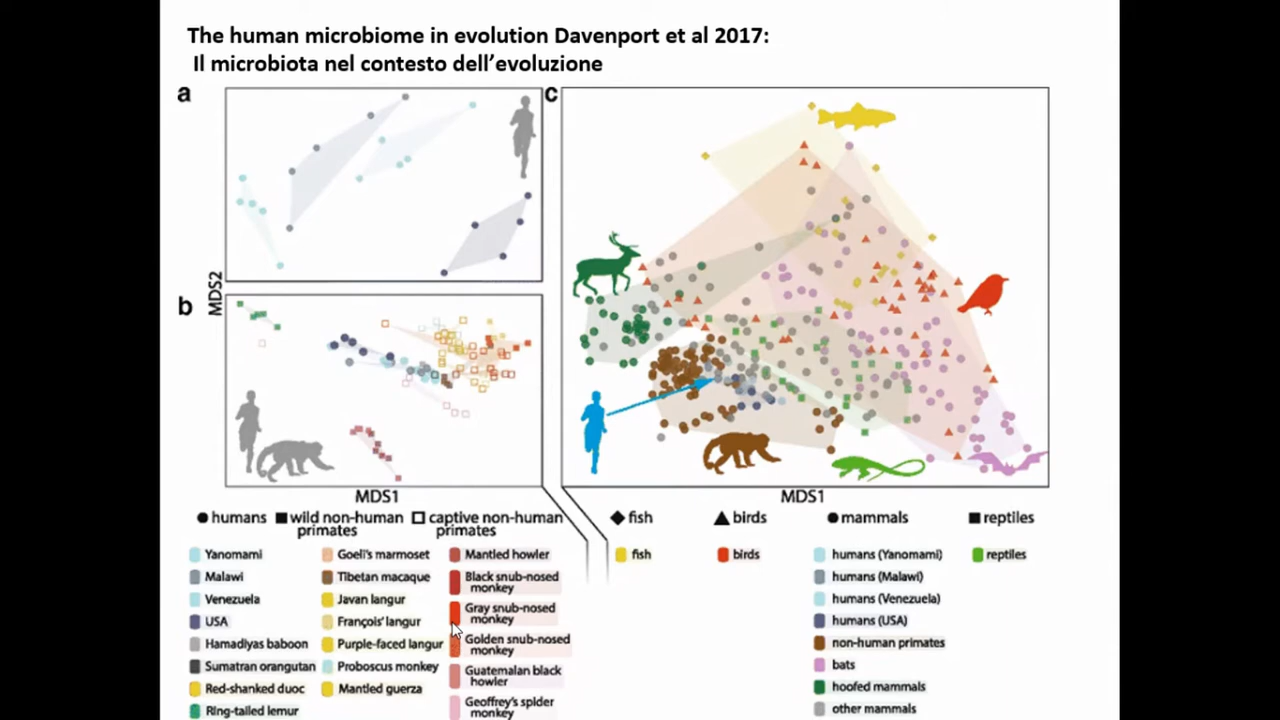 The human microbiome in evolution Davenport et al 2017:
Il microbiota nel contesto dell'evoluzione
a
c
b
MDS2
MDS1
MDS1
humans
wild non-human primates
captive non-human primates
Yanomami
Malawi
Venezuela
USA
Hamadiyas baboon
Sumatran orangutan
Red-shanked duoc
Ring-tailed lemur
Goeli's marmoset
Tibetan macaque
Javan langur
François' langur
Purple-faced langur
Proboscus monkey
Mantled guerza
Mantled howler
Black snub-nosed
monkey
Gray snub-nosed
monkey
Golden snub-nosed
monkey
Guatemalan black
howler
Geoffrey's spider
monkey
fish
birds
mammals
reptiles
fish
birds
humans (Yanomami)
humans (Malawi)
humans (Venezuela)
humans (USA)
non-human primates
bats
hoofed mammals
other mammals
reptiles